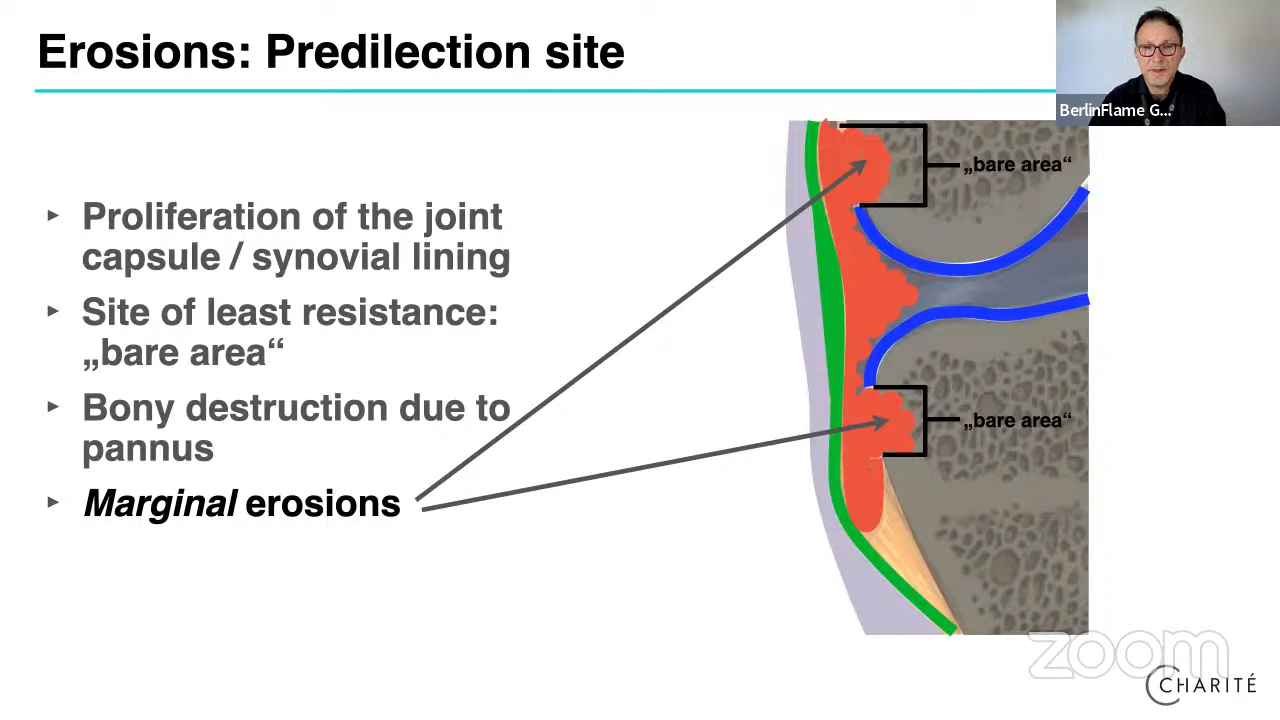 Erosions: Predilection site
BerlinFlame G...
„bare area“
▸ Proliferation of the joint
capsule / synovial lining
▸ Site of least resistance:
„bare area“
▸ Bony destruction due to
pannus
▸ Marginal erosions
„bare area“
zoom
CHARITÉ